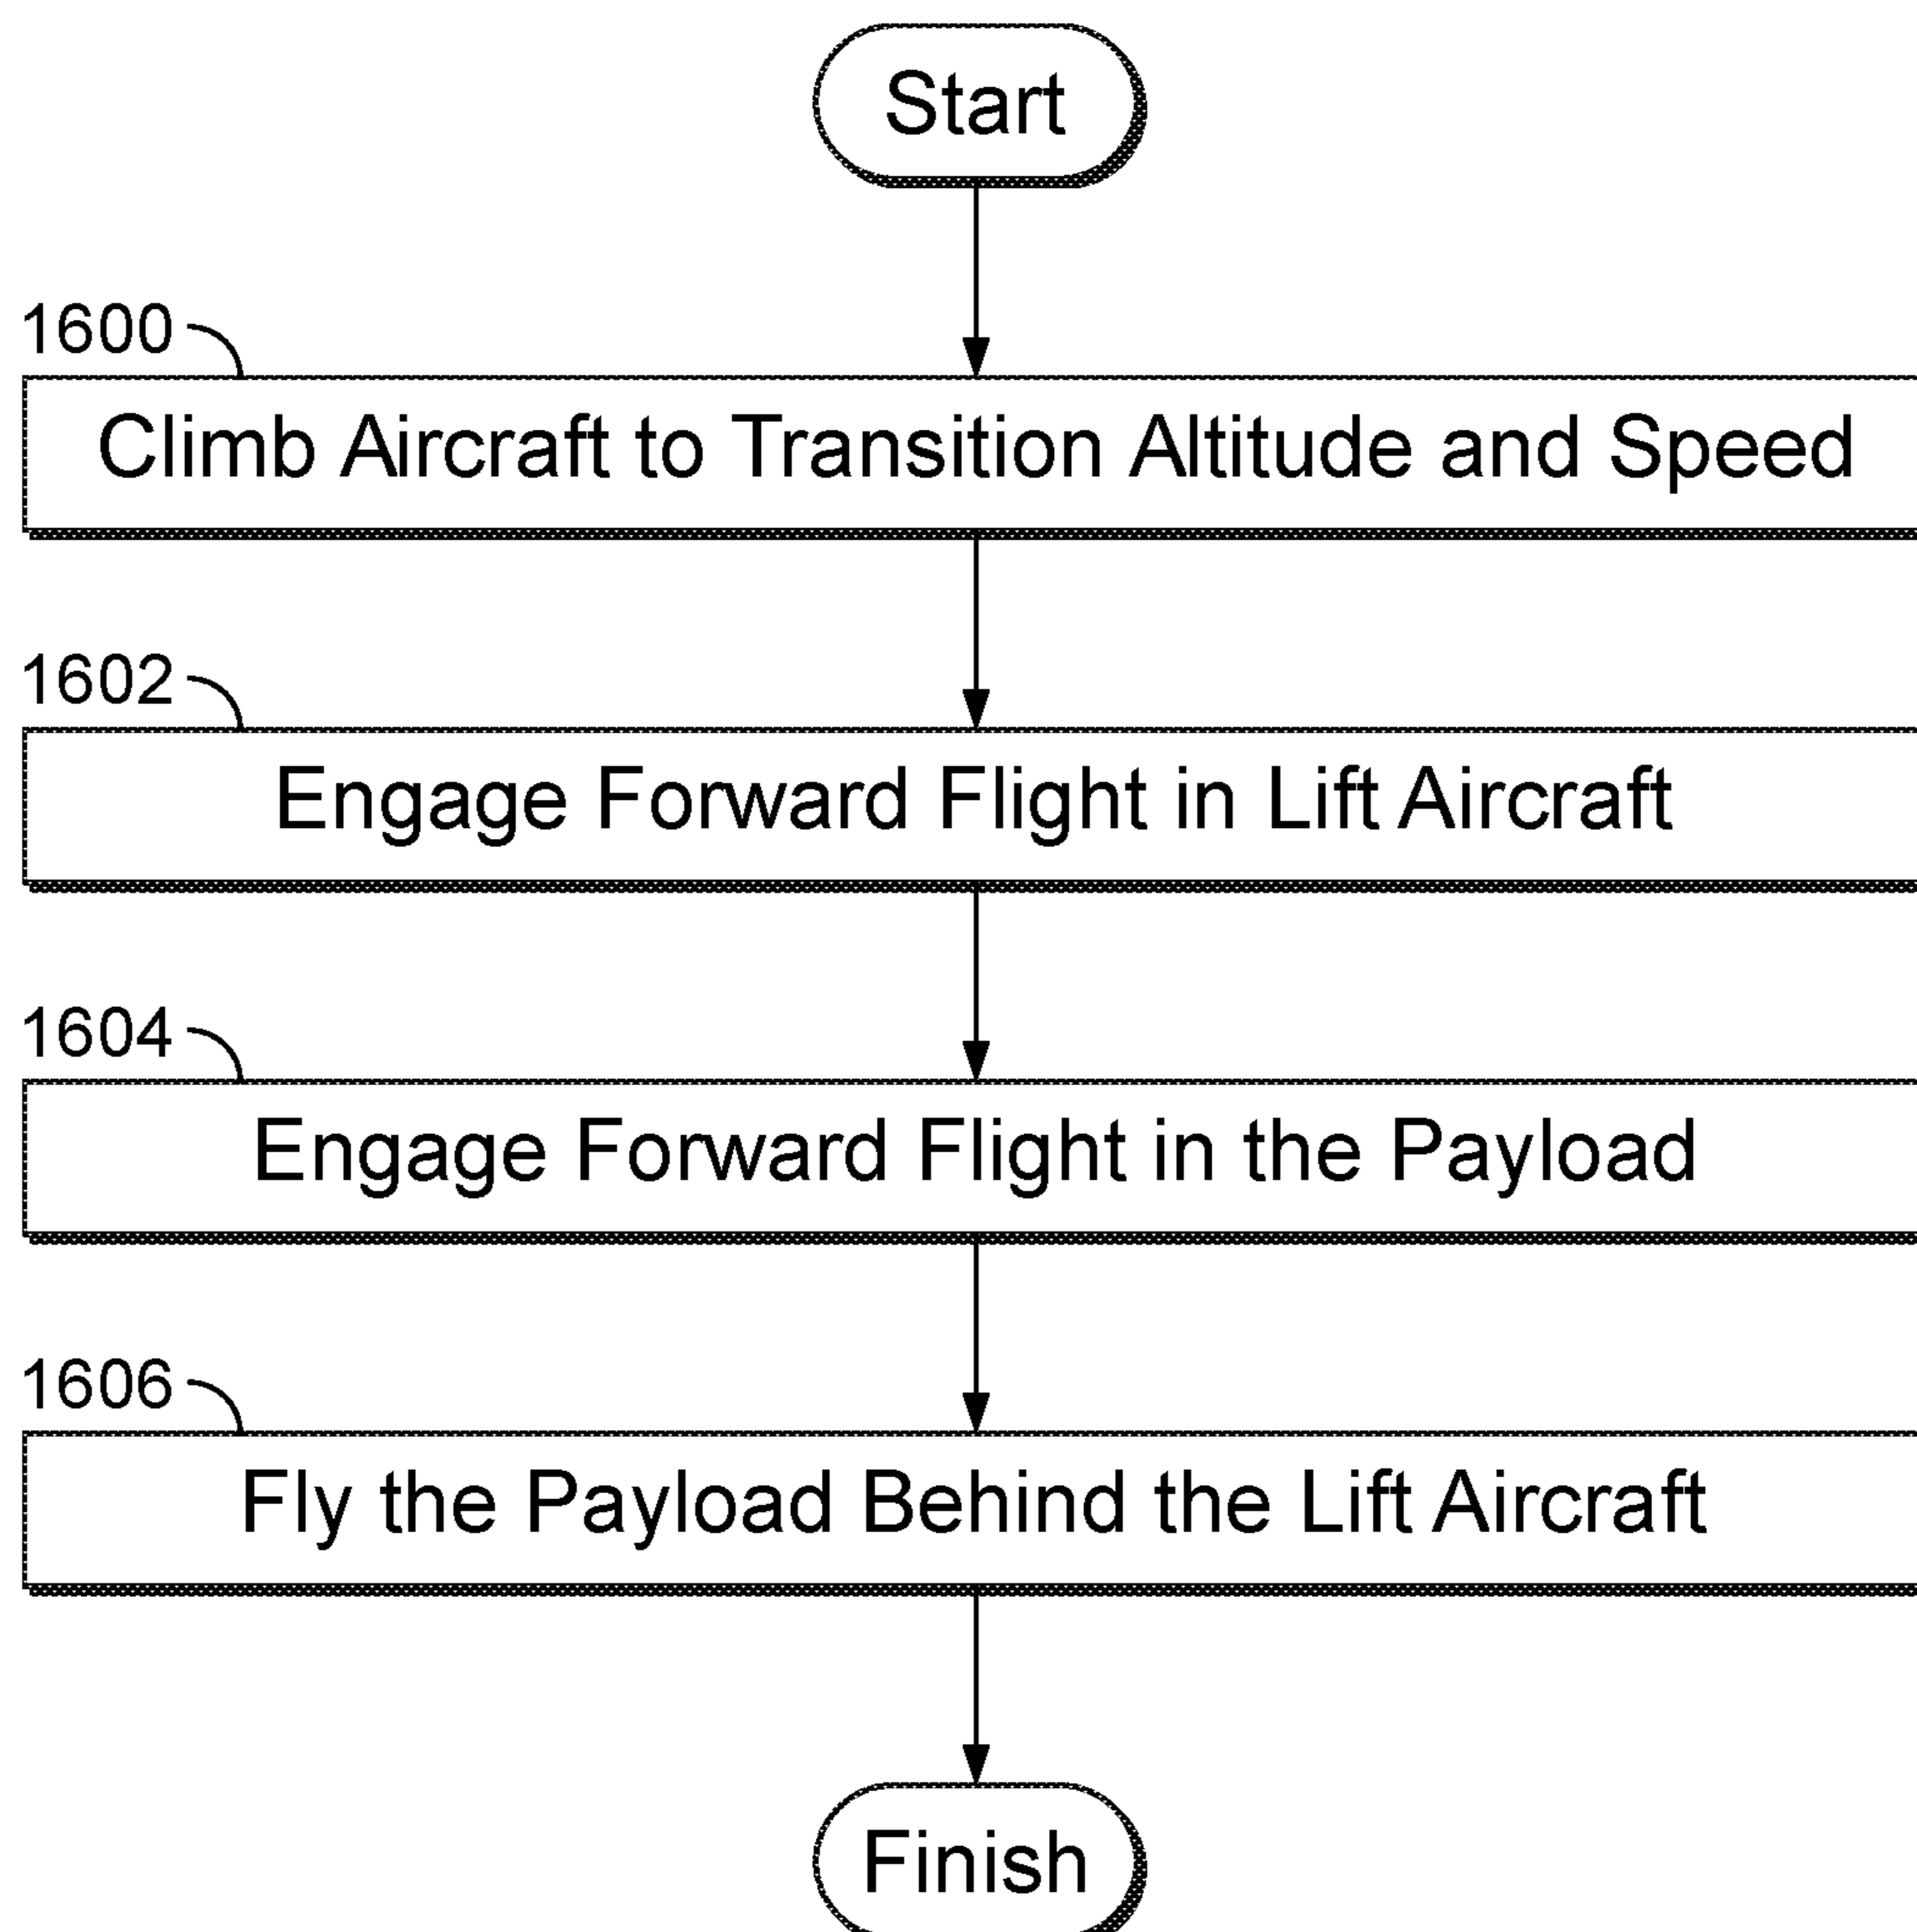 Start
1600
Climb Aircraft to Transition Altitude and Speed
1602
Engage Forward Flight in Lift Aircraft
1604
Engage Forward Flight in the Payload
1606
Fly the Payload Behind the Lift Aircraft
Finish